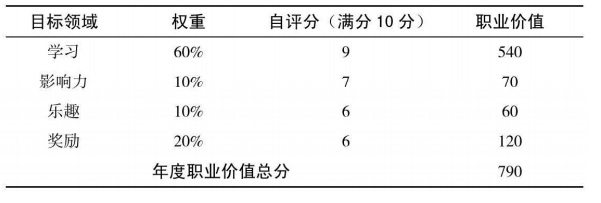 目标领域 权重 自评分（满分10分） 职业价值
学习 60% 9 540
影响力 10% 7 70
乐趣 10% 6 60
奖励 20% 6 120
年度职业价值总分 790